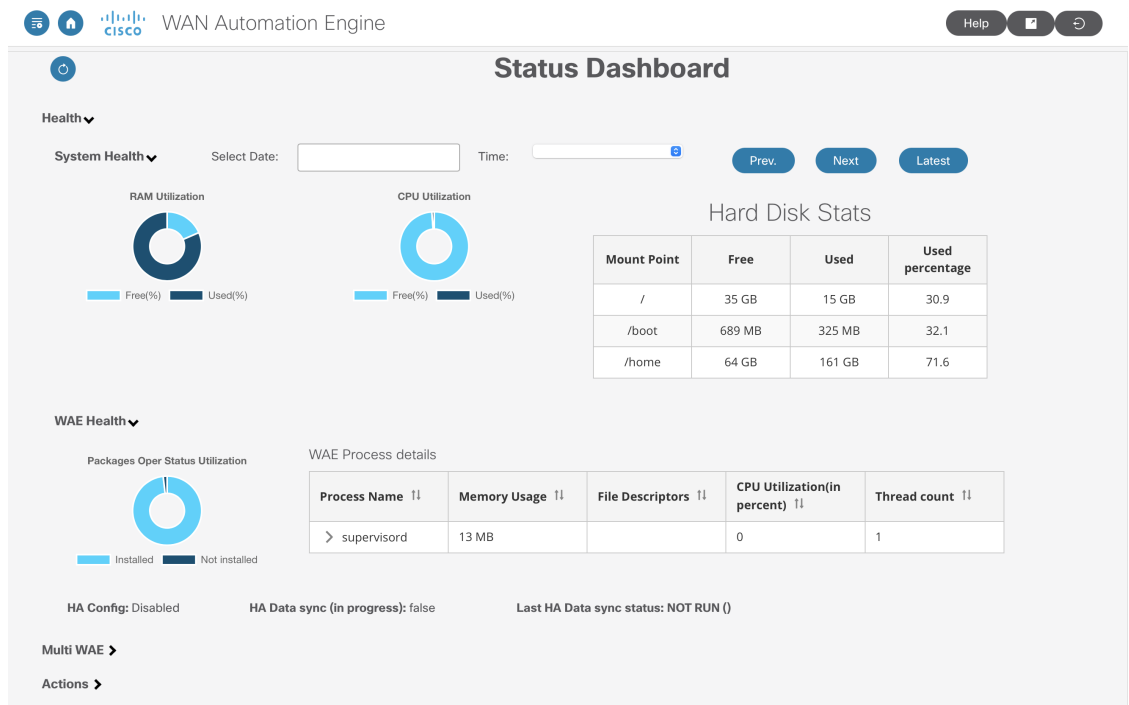 CISCO WAN Automation Engine Help
Status Dashboard
Health
System Health Select Date: Time: Prev. Next Latest
RAM Utilization CPU Utilization
Free(%) Used(%) Free(%) Used(%)
Hard Disk Stats
Mount Point Free Used Used percentage
/ 35 GB 15 GB 30.9
/boot 689 MB 325 MB 32.1
/home 64 GB 161 GB 71.6
WAE Health
Packages Oper Status Utilization
Installed Not installed
WAE Process details
Process Name Memory Usage File Descriptors CPU Utilization(in percent) Thread count
supervisord 13 MB 0 1
HA Config: Disabled HA Data sync (in progress): false Last HA Data sync status: NOT RUN ()
Multi WAE
Actions